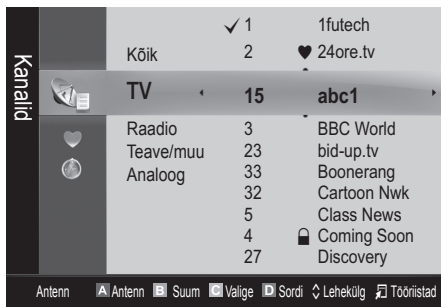 Kanalid
1 1futech
Kõik 2 24ore.tv
TV 15 abc1
Raadio 3 BBC World
Teave/muu 23 bid-up.tv
Analoog 33 Boonerang
32 Cartoon Nwk
5 Class News
4 Coming Soon
27 Discovery
Antenn A Antenn B Suum C Valige D Sordi Lehekülg Tööriistad